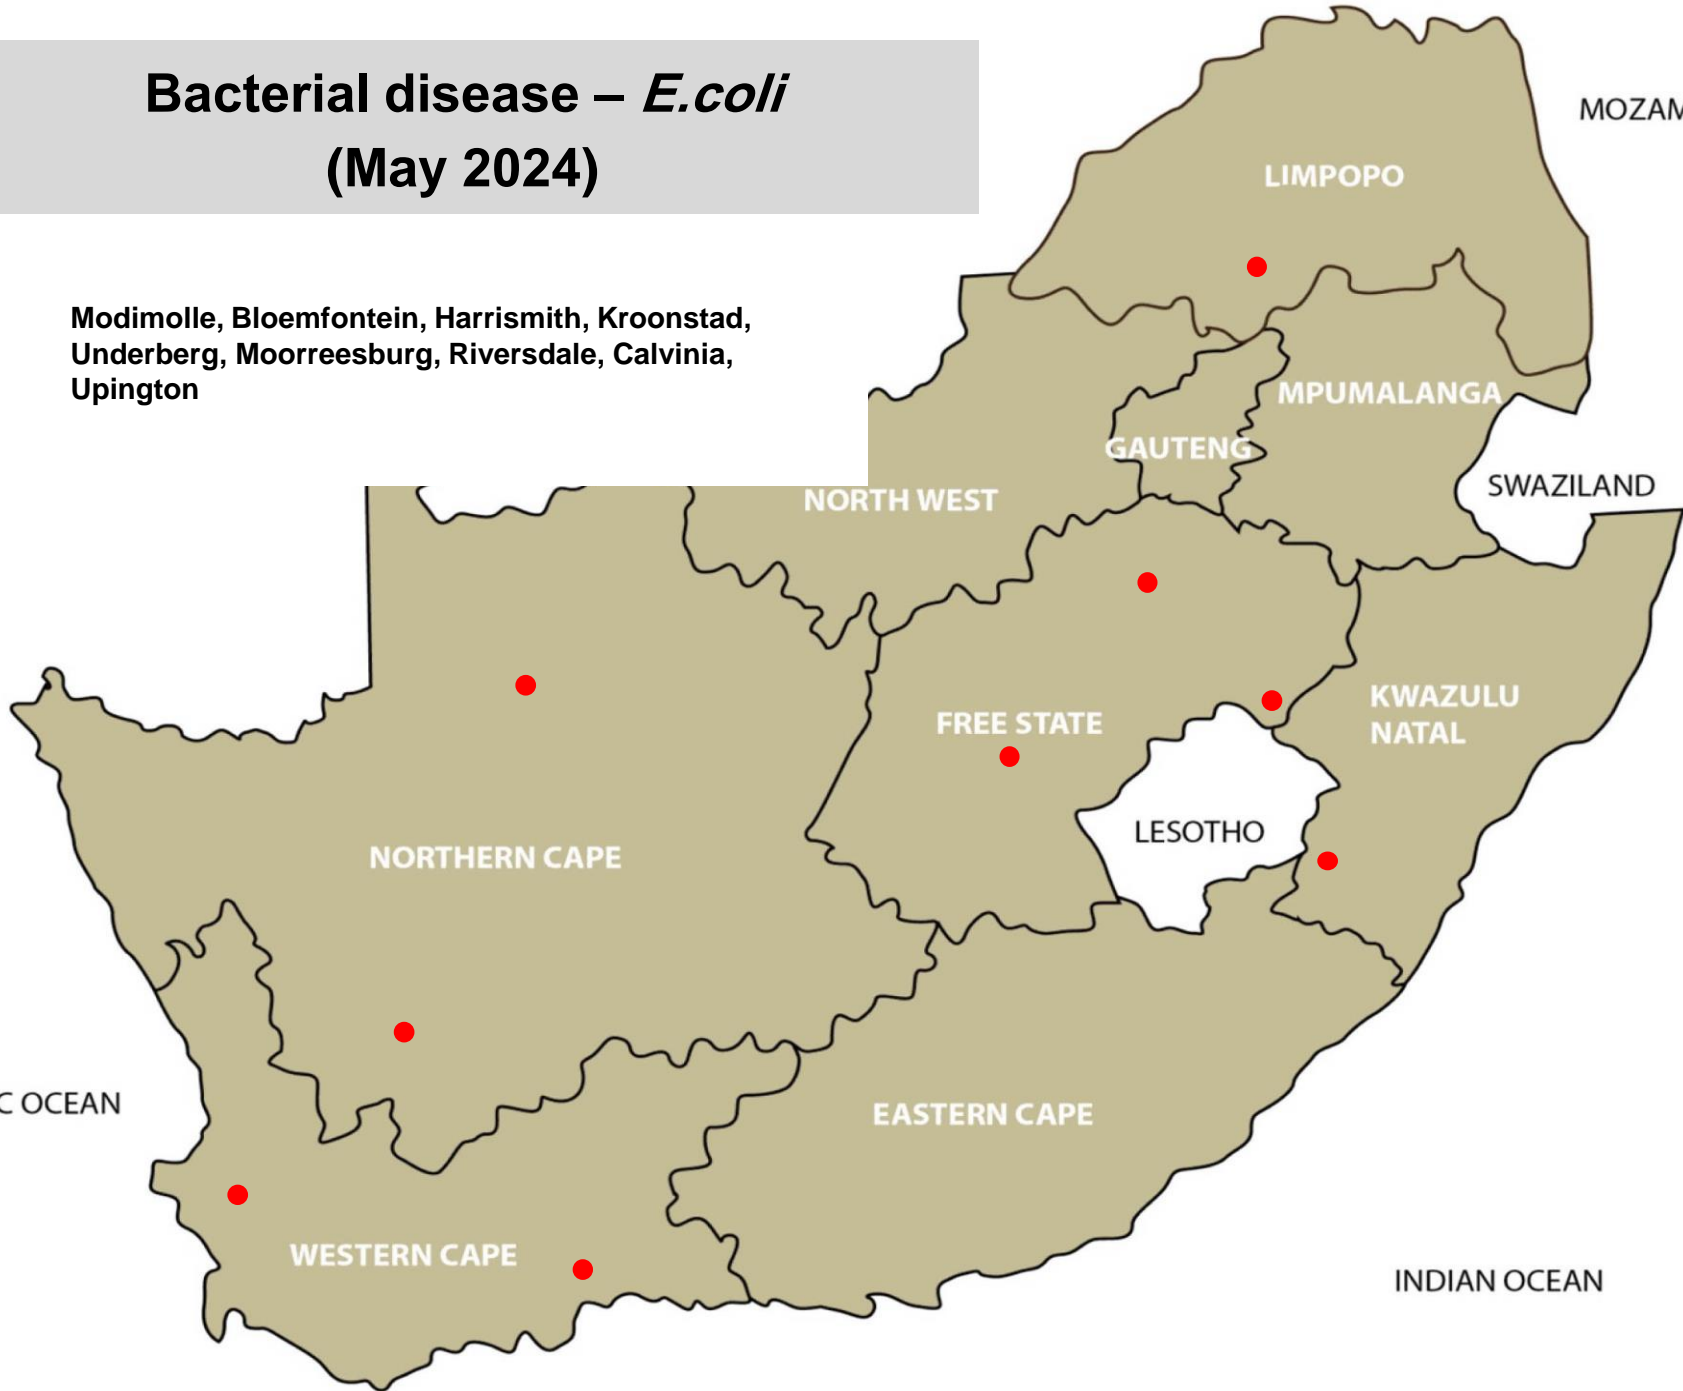 Bacterial disease – E.coli
(May 2024)
MOZAM
LIMPOPO
Modimolle, Bloemfontein, Harrismith, Kroonstad,
Underberg, Moorreesburg, Riversdale, Calvinia,
Upington
MPUMALANGA
GAUTENG
SWAZILAND
NORTH WEST
KWAZULU
NATAL
FREE STATE
LESOTHO
NORTHERN CAPE
C OCEAN
EASTERN CAPE
WESTERN CAPE
INDIAN OCEAN